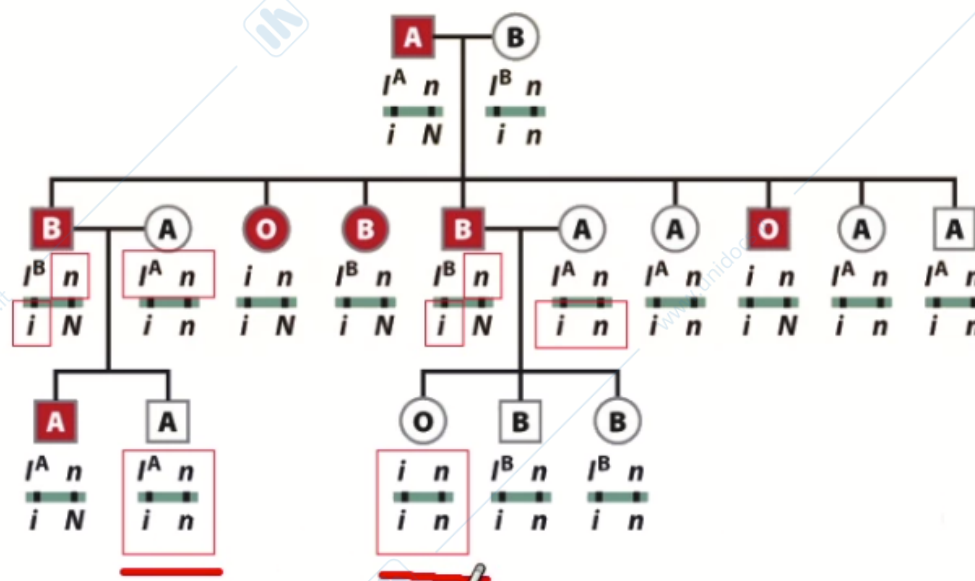 A B
I^A n I^B n
i N i n
B A O B B A A O A A
I^B n I^A n i n I^B n I^B n I^A n I^A n i n I^A n I^A n
i N i n i N i N i N i n i n i N i n i n
A A O B B
I^A n I^A n i n I^B n I^B n
i N i n i n i n i n